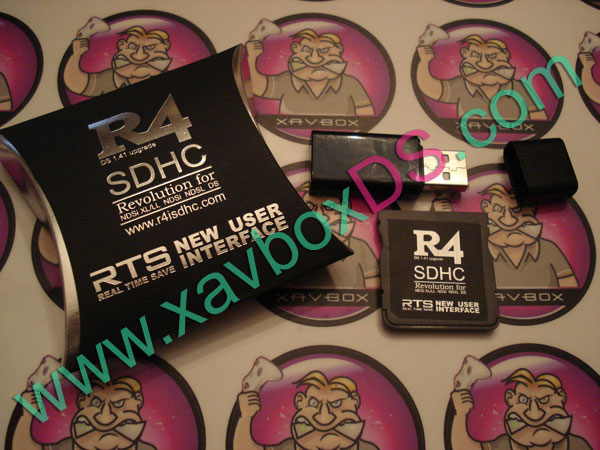 R4
DS 1.41 upgrade
SDHC
Revolution for
NDSi XL/LL NDSi NDSL DS
www.r4isdhc.com
RTS NEW USER
REAL TIME SAVE INTERFACE
R4
DS 1.41 upgrade
SDHC
Revolution for
NDSi XL/LL NDSi NDSL DS
RTS NEW USER
REAL TIME SAVE INTERFACE
XAVBOX
XAVBOX
www.xavboxDS.com